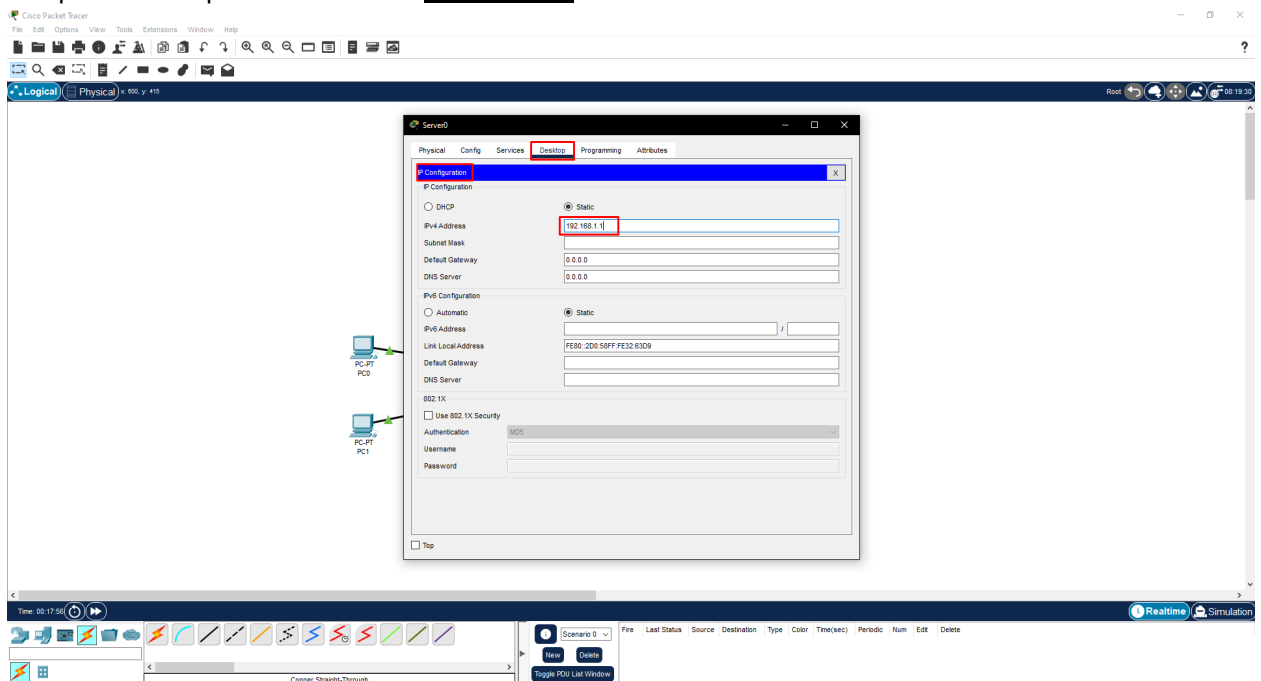 Cisco Packet Tracer
File Edit Options View Tools Extensions Window Help
?
Logical Physical x: 600, y: 415 Root 08:19:30
Server0
Physical Config Services Desktop Programming Attributes
IP Configuration X
IP Configuration
DHCP Static
IPv4 Address 192.168.1.1
Subnet Mask
Default Gateway 0.0.0.0
DNS Server 0.0.0.0
IPv6 Configuration
Automatic Static
IPv6 Address /
Link Local Address FE80::2D0:58FF:FE32:63D9
Default Gateway
DNS Server
802.1X
Use 802.1X Security
Authentication MD5
Username
Password
Top
PC-PT
PC0
PC-PT
PC1
Time: 00:17:56 Realtime Simulation
Scenario 0 Fire Last Status Source Destination Type Color Time(sec) Periodic Num Edit Delete
New Delete
Toggle PDU List Window
Copper Straight-Through